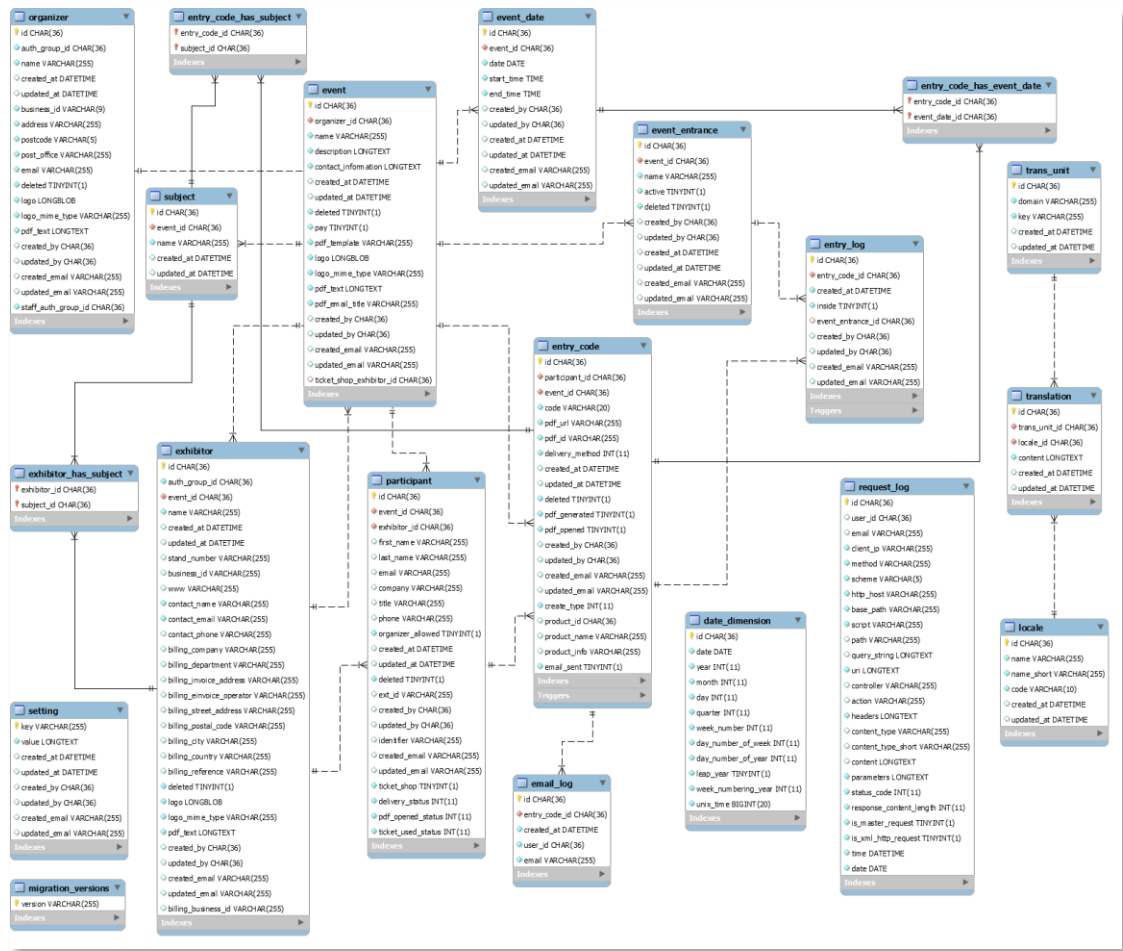 organizer
id CHAR(36)
auth_group_id CHAR(36)
name VARCHAR(255)
created_at DATETIME
updated_at DATETIME
business_id VARCHAR(9)
address VARCHAR(255)
postcode VARCHAR(5)
post_office VARCHAR(255)
email VARCHAR(255)
deleted TINYINT(1)
logo LONGBLOB
logo_mime_type VARCHAR(255)
pdf_text LONGTEXT
created_by CHAR(36)
updated_by CHAR(36)
created_email VARCHAR(255)
updated_email VARCHAR(255)
staff_auth_group_id CHAR(36)
Indexes
entry_code_has_subject
entry_code_id CHAR(36)
subject_id CHAR(36)
Indexes
subject
id CHAR(36)
event_id CHAR(36)
name VARCHAR(255)
created_at DATETIME
updated_at DATETIME
Indexes
event
id CHAR(36)
organizer_id CHAR(36)
name VARCHAR(255)
description LONGTEXT
contact_information LONGTEXT
created_at DATETIME
updated_at DATETIME
deleted TINYINT(1)
pay TINYINT(1)
pdf_template VARCHAR(255)
logo LONGBLOB
logo_mime_type VARCHAR(255)
pdf_text LONGTEXT
pdf_email_title VARCHAR(255)
created_by CHAR(36)
updated_by CHAR(36)
created_email VARCHAR(255)
updated_email VARCHAR(255)
ticket_shop_exhibitor_id CHAR(36)
Indexes
event_date
id CHAR(36)
event_id CHAR(36)
date DATE
start_time TIME
end_time TIME
created_by CHAR(36)
updated_by CHAR(36)
created_at DATETIME
updated_at DATETIME
created_email VARCHAR(255)
updated_email VARCHAR(255)
Indexes
event_entrance
id CHAR(36)
event_id CHAR(36)
name VARCHAR(255)
active TINYINT(1)
deleted TINYINT(1)
created_by CHAR(36)
updated_by CHAR(36)
created_at DATETIME
updated_at DATETIME
created_email VARCHAR(255)
updated_email VARCHAR(255)
Indexes
entry_code_has_event_date
entry_code_id CHAR(36)
event_date_id CHAR(36)
Indexes
trans_unit
id CHAR(36)
domain VARCHAR(255)
key VARCHAR(255)
created_at DATETIME
updated_at DATETIME
Indexes
entry_log
id CHAR(36)
entry_code_id CHAR(36)
created_at DATETIME
inside TINYINT(1)
event_entrance_id CHAR(36)
created_by CHAR(36)
updated_by CHAR(36)
created_email VARCHAR(255)
updated_email VARCHAR(255)
Indexes
Triggers
entry_code
id CHAR(36)
participant_id CHAR(36)
event_id CHAR(36)
code VARCHAR(20)
pdf_url VARCHAR(255)
pdf_id VARCHAR(255)
delivery_method INT(11)
created_at DATETIME
updated_at DATETIME
deleted TINYINT(1)
pdf_generated TINYINT(1)
pdf_opened TINYINT(1)
created_by CHAR(36)
updated_by CHAR(36)
created_email VARCHAR(255)
updated_email VARCHAR(255)
create_type INT(11)
product_id CHAR(36)
product_name VARCHAR(255)
product_info VARCHAR(255)
email_sent TINYINT(1)
Indexes
Triggers
translation
id CHAR(36)
trans_unit_id CHAR(36)
locale_id CHAR(36)
content LONGTEXT
created_at DATETIME
updated_at DATETIME
Indexes
exhibitor_has_subject
exhibitor_id CHAR(36)
subject_id CHAR(36)
Indexes
exhibitor
id CHAR(36)
auth_group_id CHAR(36)
event_id CHAR(36)
name VARCHAR(255)
created_at DATETIME
updated_at DATETIME
stand_number VARCHAR(255)
business_id VARCHAR(255)
www VARCHAR(255)
contact_name VARCHAR(255)
contact_email VARCHAR(255)
contact_phone VARCHAR(255)
billing_company VARCHAR(255)
billing_department VARCHAR(255)
billing_invoice_address VARCHAR(255)
billing_einvoice_operator VARCHAR(255)
billing_street_address VARCHAR(255)
billing_postal_code VARCHAR(255)
billing_city VARCHAR(255)
billing_country VARCHAR(255)
billing_reference VARCHAR(255)
deleted TINYINT(1)
logo LONGBLOB
logo_mime_type VARCHAR(255)
pdf_text LONGTEXT
created_by CHAR(36)
updated_by CHAR(36)
created_email VARCHAR(255)
updated_email VARCHAR(255)
billing_business_id VARCHAR(255)
Indexes
participant
id CHAR(36)
event_id CHAR(36)
exhibitor_id CHAR(36)
first_name VARCHAR(255)
last_name VARCHAR(255)
email VARCHAR(255)
company VARCHAR(255)
title VARCHAR(255)
phone VARCHAR(255)
organizer_allowed TINYINT(1)
created_at DATETIME
updated_at DATETIME
deleted TINYINT(1)
ext_id VARCHAR(255)
created_by CHAR(36)
updated_by CHAR(36)
identifier VARCHAR(255)
created_email VARCHAR(255)
updated_email VARCHAR(255)
ticket_shop TINYINT(1)
delivery_status INT(11)
pdf_opened_status INT(11)
ticket_used_status INT(11)
Indexes
request_log
id CHAR(36)
user_id CHAR(36)
email VARCHAR(255)
client_ip VARCHAR(255)
method VARCHAR(255)
scheme VARCHAR(5)
http_host VARCHAR(255)
base_path VARCHAR(255)
script VARCHAR(255)
path VARCHAR(255)
query_string LONGTEXT
uri LONGTEXT
controller VARCHAR(255)
action VARCHAR(255)
headers LONGTEXT
content_type VARCHAR(255)
content_type_short VARCHAR(255)
content LONGTEXT
parameters LONGTEXT
status_code INT(11)
response_content_length INT(11)
is_master_request TINYINT(1)
is_xml_http_request TINYINT(1)
time DATETIME
date DATE
Indexes
date_dimension
id CHAR(36)
date DATE
year INT(11)
month INT(11)
day INT(11)
quarter INT(11)
week_number INT(11)
day_number_of_week INT(11)
day_number_of_year INT(11)
leap_year TINYINT(1)
week_numbering_year INT(11)
unix_time BIGINT(20)
Indexes
locale
id CHAR(36)
name VARCHAR(255)
name_short VARCHAR(255)
code VARCHAR(10)
created_at DATETIME
updated_at DATETIME
Indexes
setting
key VARCHAR(255)
value LONGTEXT
created_at DATETIME
updated_at DATETIME
created_by CHAR(36)
updated_by CHAR(36)
created_email VARCHAR(255)
updated_email VARCHAR(255)
Indexes
email_log
id CHAR(36)
entry_code_id CHAR(36)
created_at DATETIME
user_id CHAR(36)
email VARCHAR(255)
Indexes
migration_versions
version VARCHAR(255)
Indexes